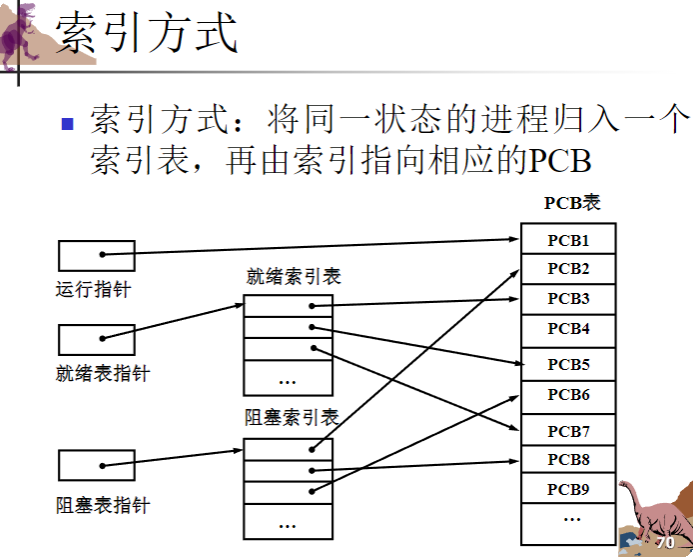 索引方式
索引方式：将同一状态的进程归入一个
索引表，再由索引指向相应的PCB
PCB表
PCB1
运行指针
就绪索引表
PCB2
PCB3
PCB4
就绪表指针
PCB5
…
PCB6
阻塞索引表
PCB7
PCB8
PCB9
阻塞表指针
…
…
70